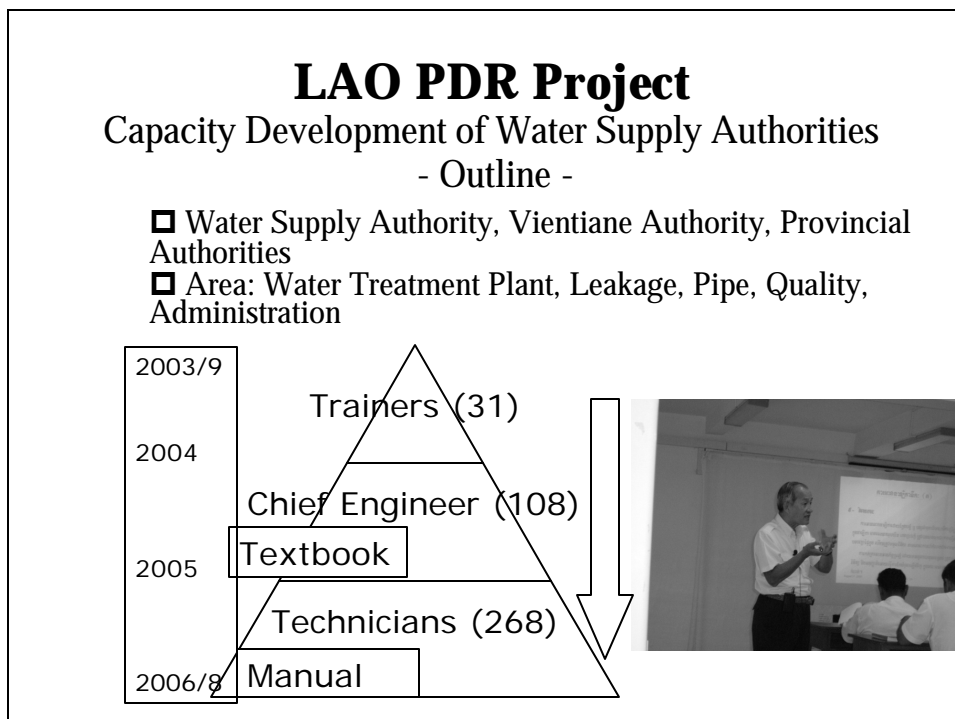 LAO PDR Project
Capacity Development of Water Supply Authorities
- Outline -
Water Supply Authority, Vientiane Authority, Provincial
Authorities
Area: Water Treatment Plant, Leakage, Pipe, Quality,
Administration
2003/9
Trainers (31)
2004
Chief Engineer (108)
Textbook
2005
Technicians (268)
Manual
2006/8